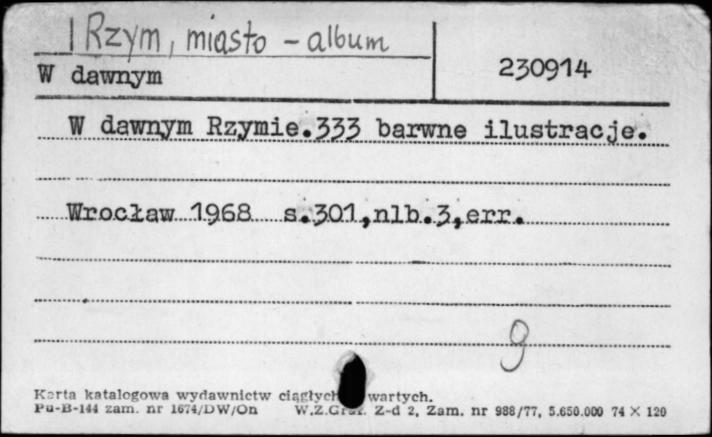 | Rzym, miasto - album
W dawnym
230914
W dawnym Rzymie.333 barwne ilustracje.
Wrocław 1968 s.301,nlb.3,err.
g
Karta katalogowa wydawnictw ciągłych wartych.
Pu-B-144 zam. nr 1674/DW/On W.Z.Graf. Z-d 2, Zam. nr 988/77, 5.650.000 74 × 120